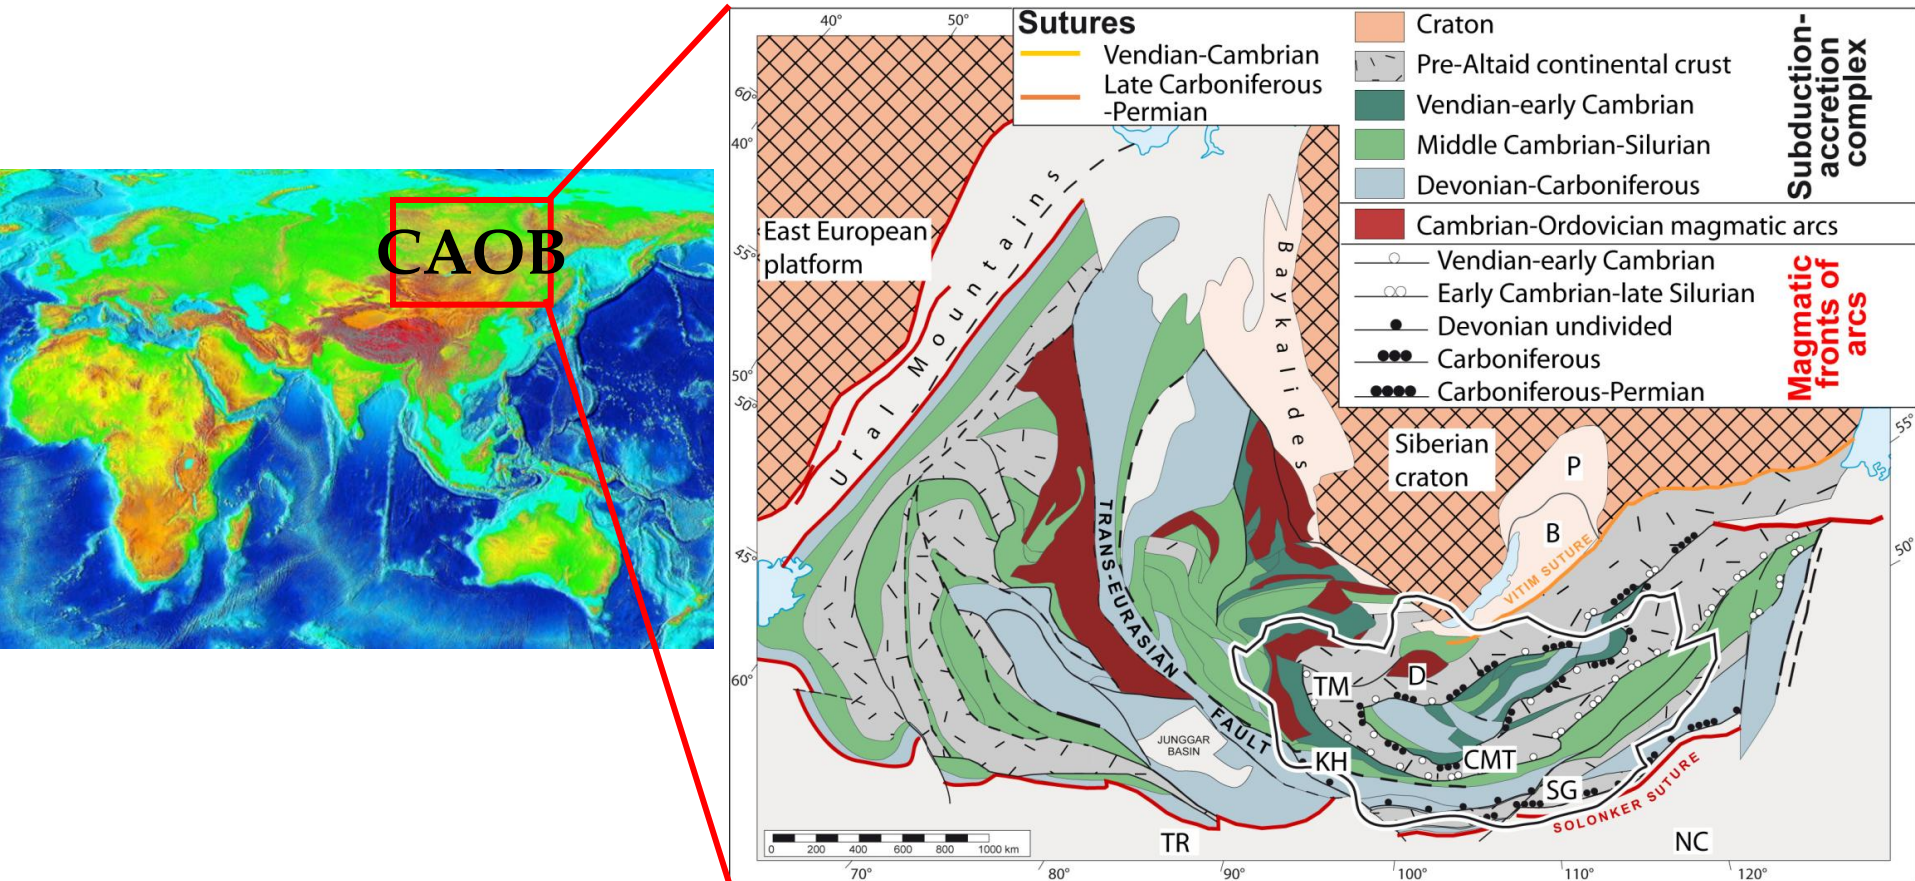 CAOB
40°
50°
60°
40°
55°
50°
50°
45°
60°
70°
80°
90°
100°
110°
120°
55°
50°
Sutures
Vendian-Cambrian
Late Carboniferous
-Permian
Craton
Pre-Altaid continental crust
Vendian-early Cambrian
Middle Cambrian-Silurian
Devonian-Carboniferous
Subduction-
accretion
complex
Cambrian-Ordovician magmatic arcs
Vendian-early Cambrian
Early Cambrian-late Silurian
Devonian undivided
Carboniferous
Carboniferous-Permian
Magmatic
fronts of
arcs
East European
platform
Ural Mountains
Baykalides
Siberian
craton
P
B
VITIM SUTURE
TRANS-EURASIAN
FAULT
JUNGGAR
BASIN
TM
D
KH
CMT
SG
SOLONKER SUTURE
TR
NC
0 200 400 600 800 1000 km